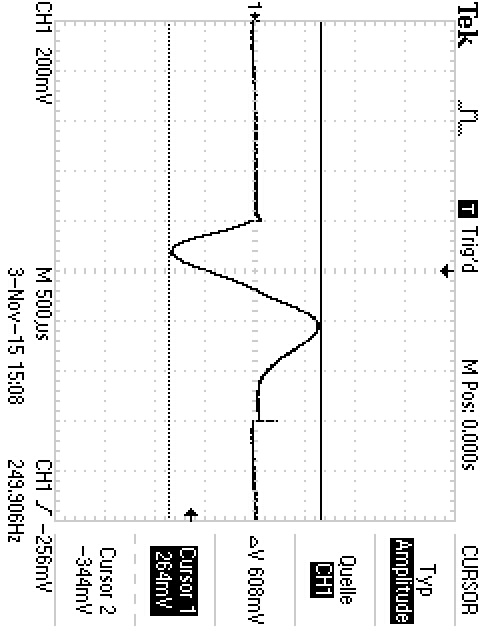 Tek T Trig'd M Pos: 0.000s CURSOR
Typ
Amplitude
Quelle
CH1
1
△V 608mV
Cursor 1
264mV
Cursor 2
-344mV
CH1 200mV M 500µs CH1 -256mV
3-Nov-15 15:08 249.906Hz